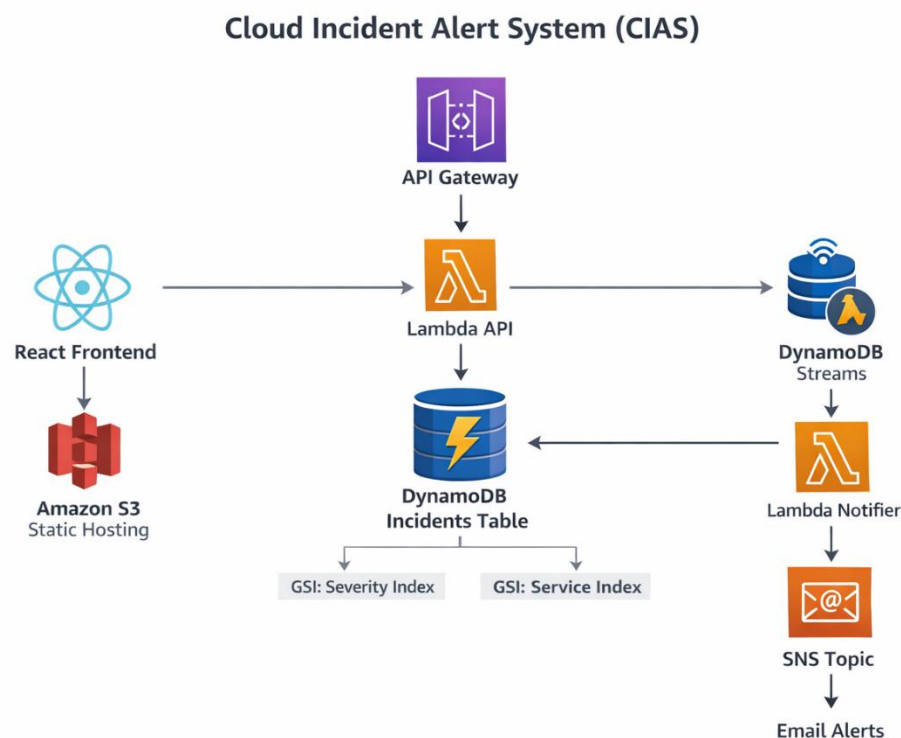 Cloud Incident Alert System (CIAS)
API Gateway
React Frontend
Lambda API
DynamoDB
Streams
Amazon S3
Static Hosting
DynamoDB
Incidents Table
Lambda Notifier
GSI: Severity Index
GSI: Service Index
@
SNS Topic
Email Alerts